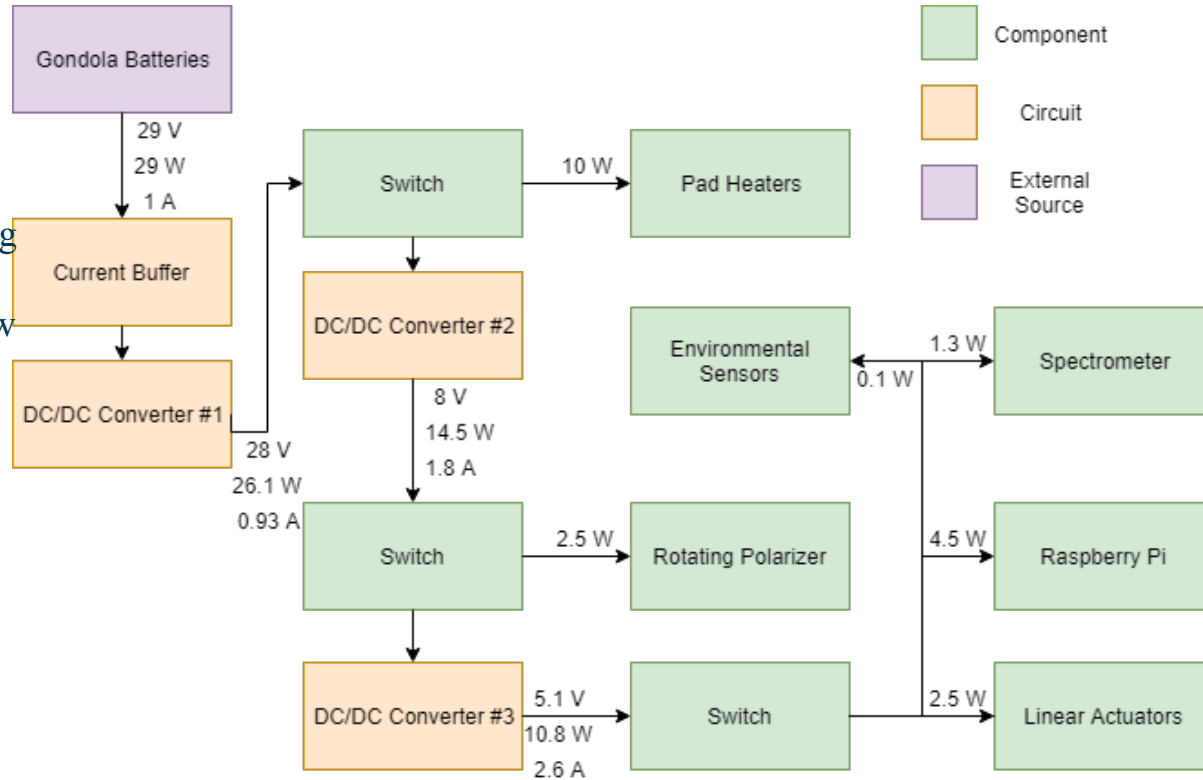 Gondola Batteries
29 V
29 W
1 A
Current Buffer
DC/DC Converter #1
28 V
26.1 W
0.93 A
Switch
10 W
Pad Heaters
DC/DC Converter #2
8 V
14.5 W
1.8 A
Switch
2.5 W
Rotating Polarizer
DC/DC Converter #3
5.1 V
10.8 W
2.6 A
Switch
Environmental
Sensors
0.1 W
1.3 W
Spectrometer
4.5 W
Raspberry Pi
2.5 W
Linear Actuators
Component
Circuit
External
Source
g
w